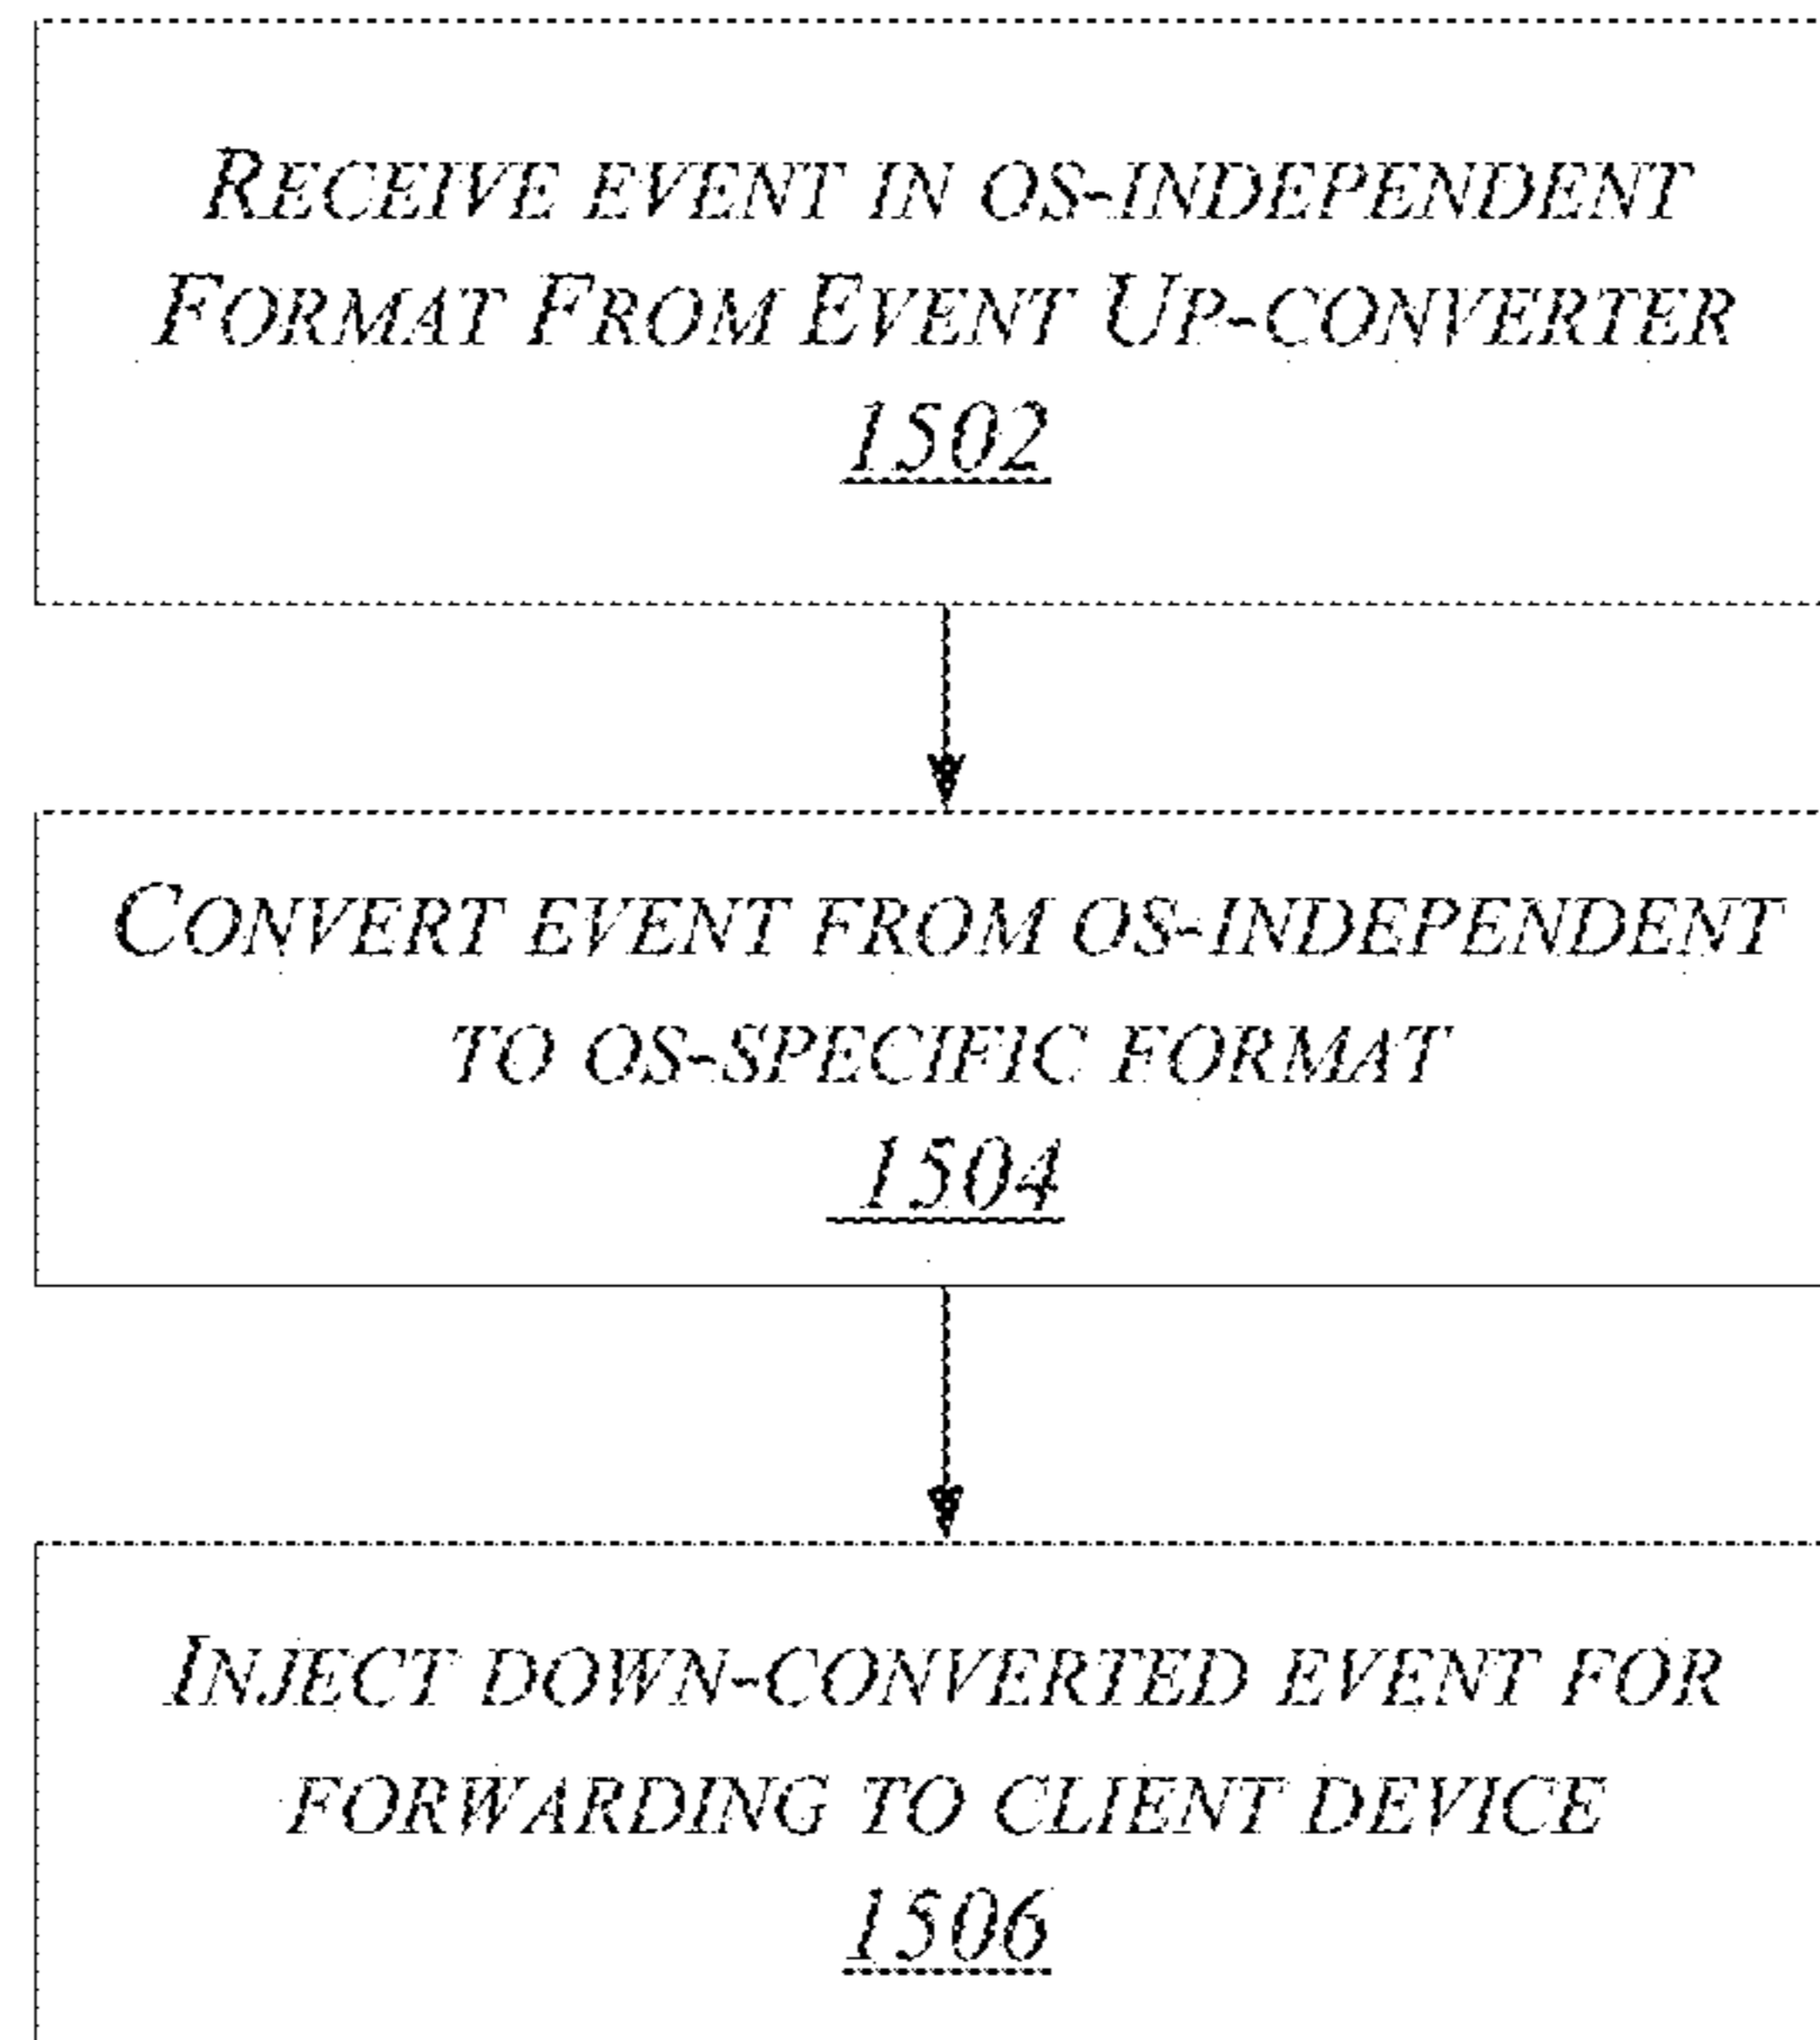 RECEIVE EVENT IN OS-INDEPENDENT
FORMAT FROM EVENT UP-CONVERTER
1502
CONVERT EVENT FROM OS-INDEPENDENT
TO OS-SPECIFIC FORMAT
1504
INJECT DOWN-CONVERTED EVENT FOR
FORWARDING TO CLIENT DEVICE
1506